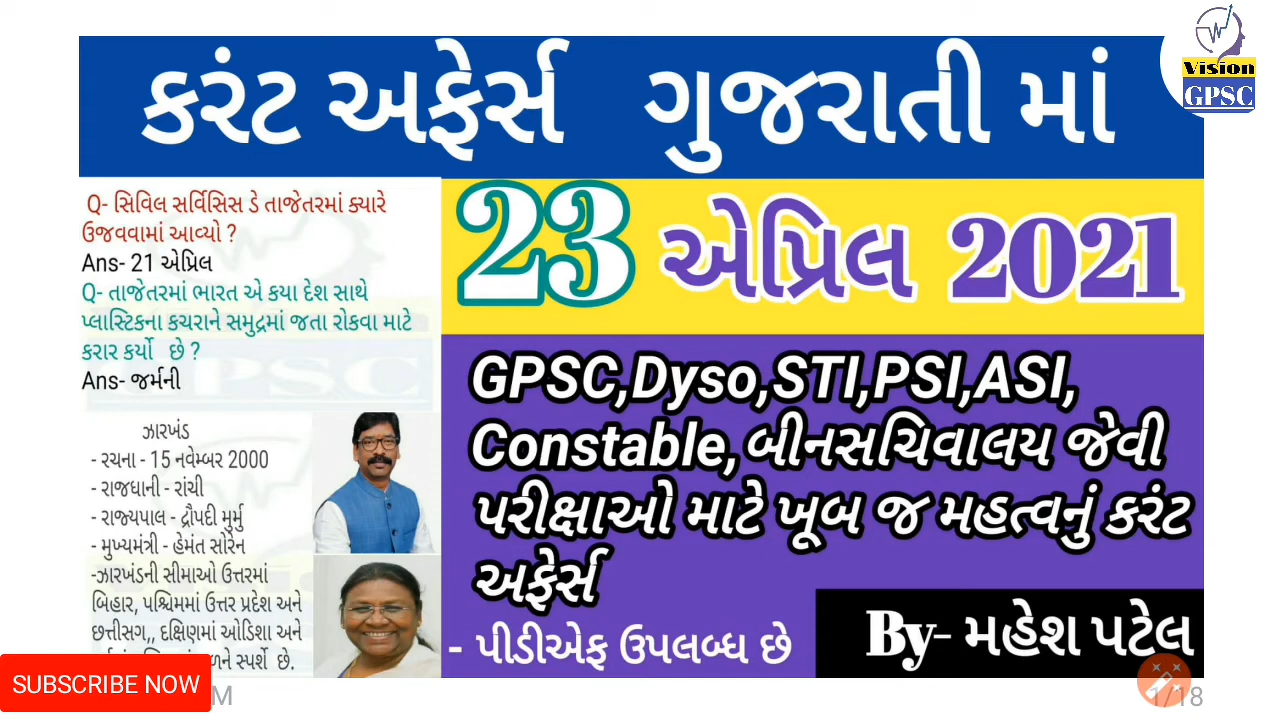 કરંટ અફેર્સ ગુજરાતી માં
Vision
GPSC
Q- સિવિલ સર્વિસિસ ડે તાજેતરમાં ક્યારે
ઉજવવામાં આવ્યો ?
Ans- 21 એપ્રિલ
Q- તાજેતરમાં ભારત એ કયા દેશ સાથે
પ્લાસ્ટિકના કચરાને સમુદ્રમાં જતા રોકવા માટે
કરાર કર્યો છે ?
Ans- જર્મની
ઝારખંડ
- રચના - 15 નવેમ્બર 2000
- રાજધાની - રાંચી
- રાજ્યપાલ - દ્રૌપદી મુર્મુ
- મુખ્યમંત્રી - હેમંત સોરેન
-ઝારખંડની સીમાઓ ઉત્તરમાં
બિહાર, પશ્ચિમમાં ઉત્તર પ્રદેશ અને
છત્તીસગ,, દક્ષિણમાં ઓડિશા અને
સ્પર્શે છે.
23 એપ્રિલ 2021
GPSC,Dyso,STI,PSI,ASI,
Constable,બીનસચિવાલય જેવી
પરીક્ષાઓ માટે ખૂબ જ મહત્વનું કરંટ
અફેર્સ
- પીડીએફ ઉપલબ્ધ છે
By- મહેશ પટેલ
SUBSCRIBE NOW
1/18